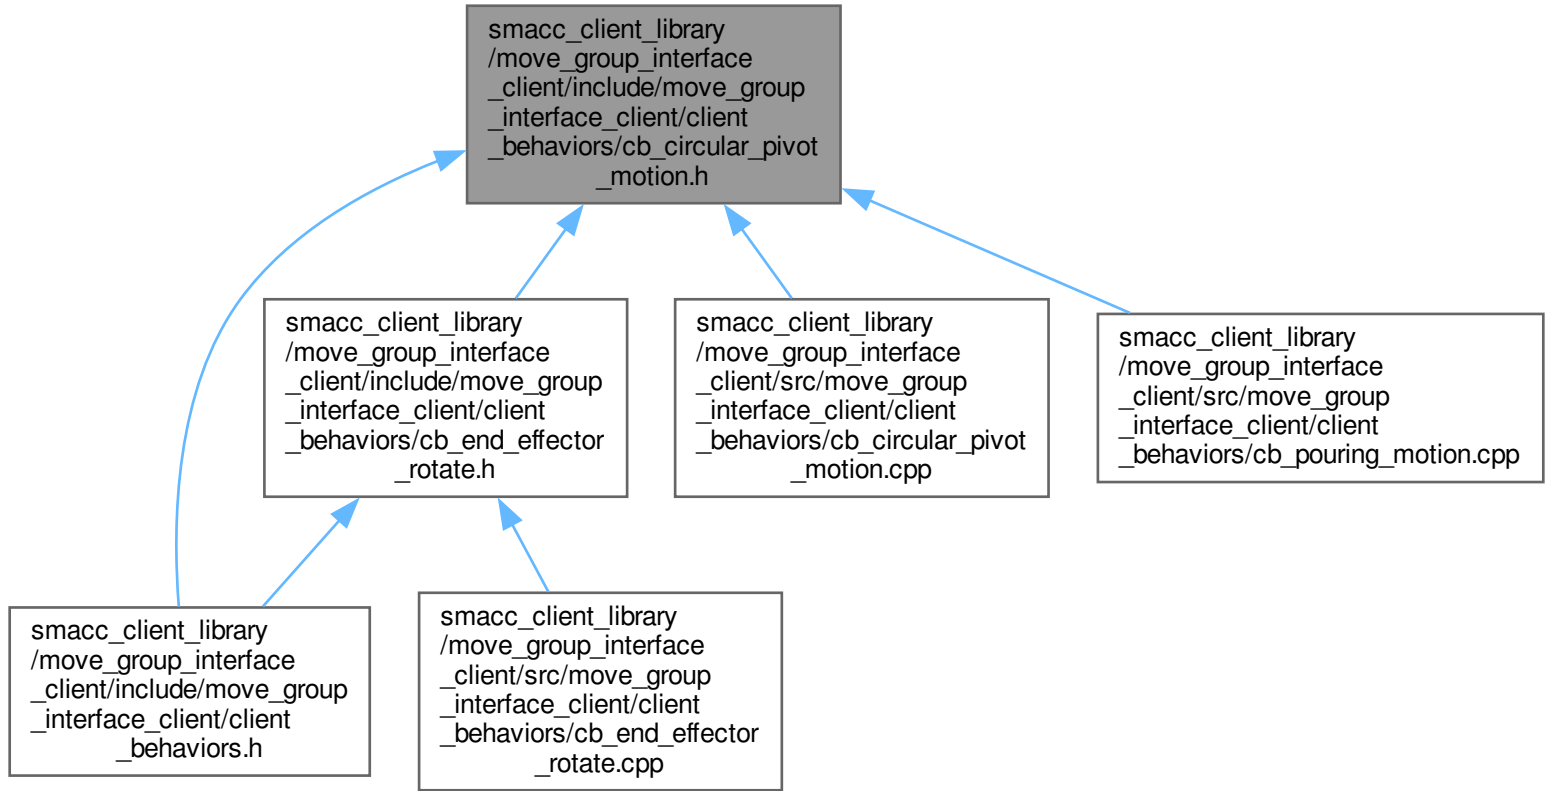 smacc_client_library
/move_group_interface
_client/include/move_group
_interface_client/client
_behaviors/cb_circular_pivot
_motion.h
smacc_client_library
/move_group_interface
_client/include/move_group
_interface_client/client
_behaviors/cb_end_effector
_rotate.h
smacc_client_library
/move_group_interface
_client/src/move_group
_interface_client/client
_behaviors/cb_circular_pivot
_motion.cpp
smacc_client_library
/move_group_interface
_client/src/move_group
_interface_client/client
_behaviors/cb_pouring_motion.cpp
smacc_client_library
/move_group_interface
_client/include/move_group
_interface_client/client
_behaviors.h
smacc_client_library
/move_group_interface
_client/src/move_group
_interface_client/client
_behaviors/cb_end_effector
_rotate.cpp